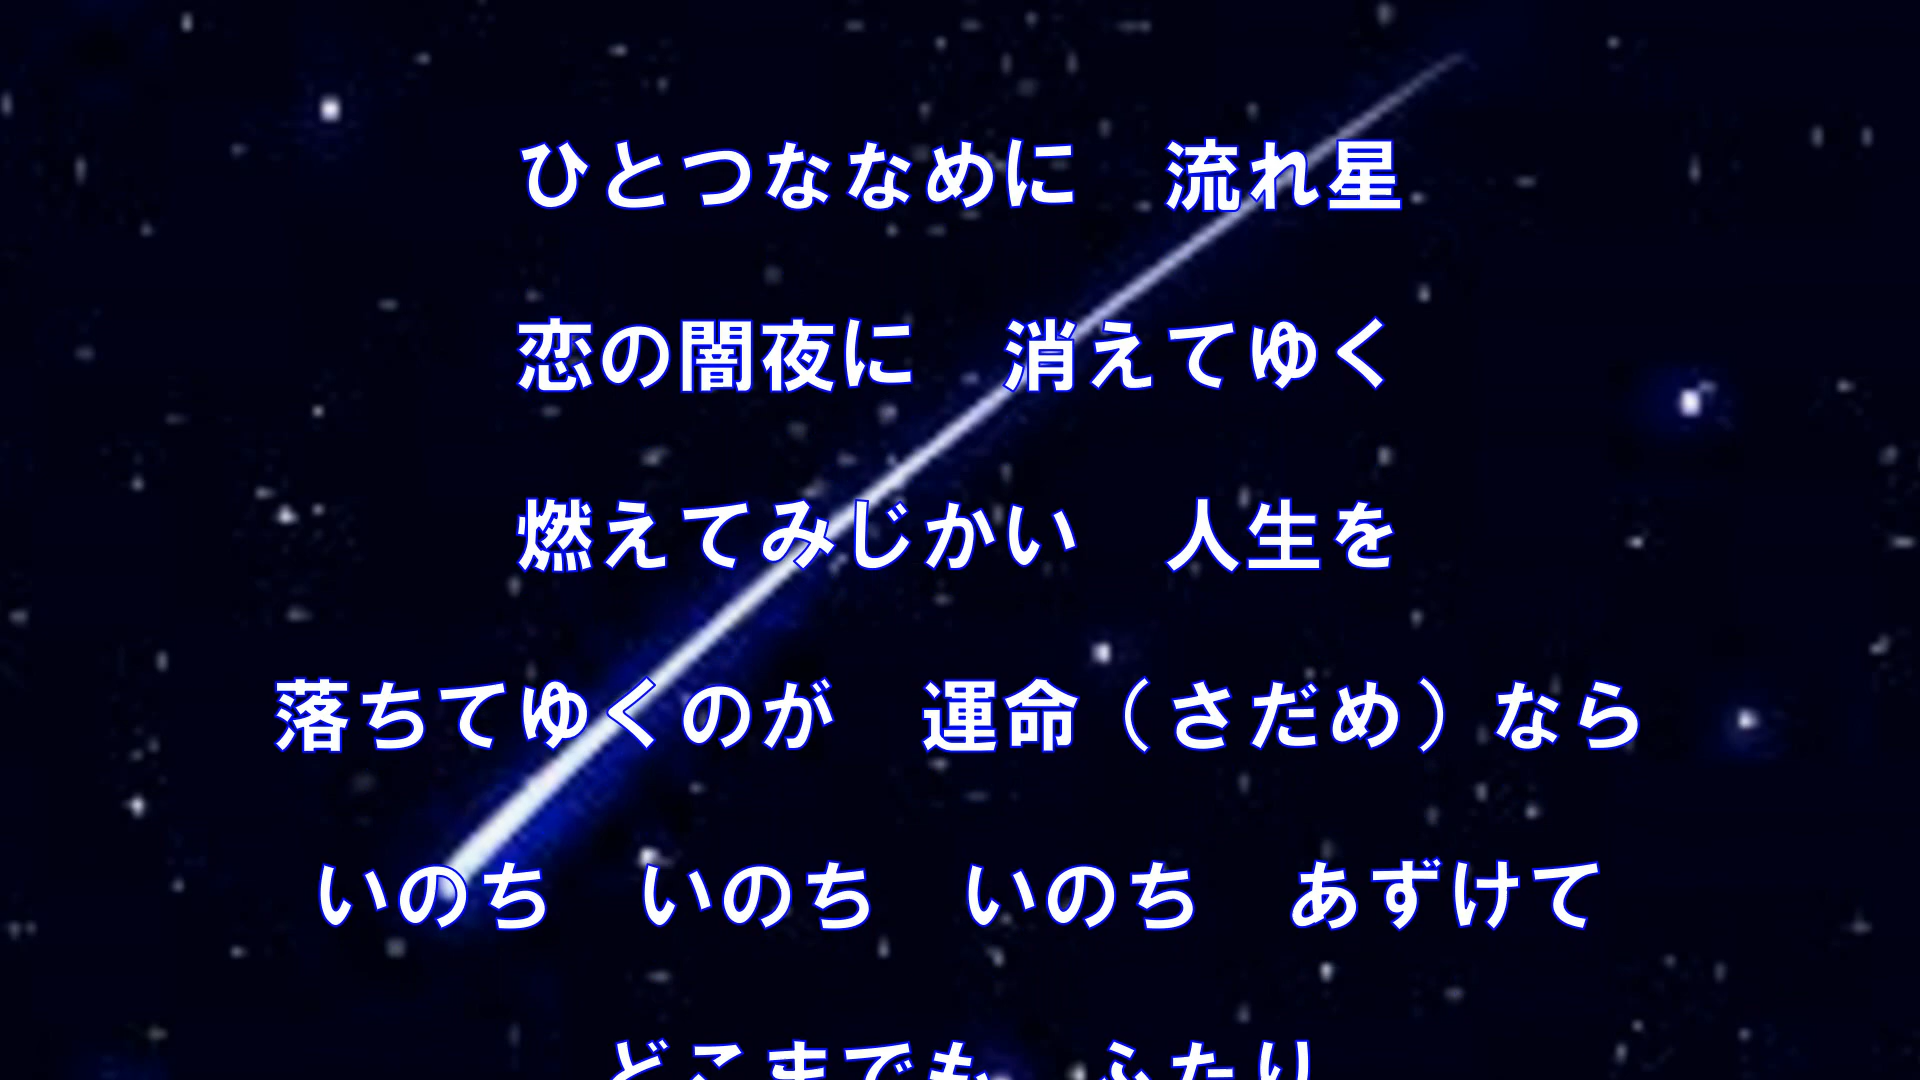 ひとつななめに　流れ星
恋の闇夜に　消えてゆく
燃えてみじかい　人生を
落ちてゆくのが　運命（さだめ）なら
いのち　いのち　いのち　あずけて
どこまでも　ふたり